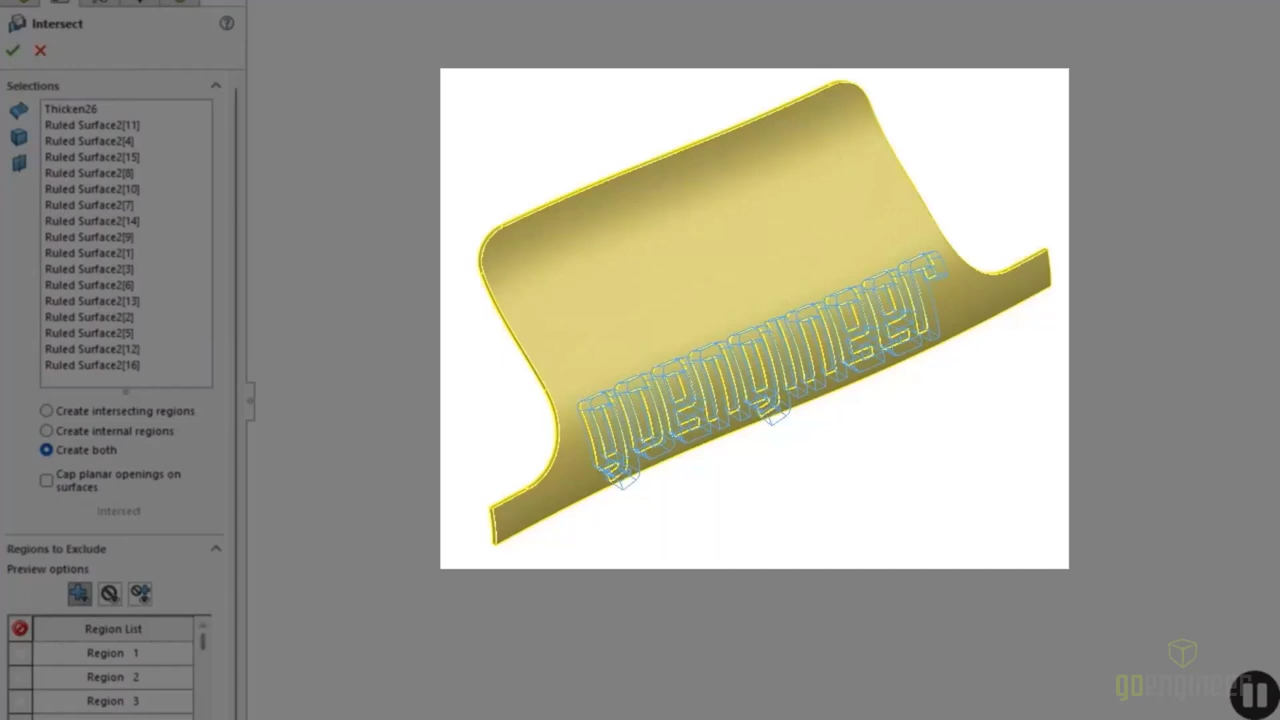 Intersect
Selections
Thicken26
Ruled Surface2[11]
Ruled Surface2[4]
Ruled Surface2[15]
Ruled Surface2[8]
Ruled Surface2[10]
Ruled Surface2[7]
Ruled Surface2[14]
Ruled Surface2[9]
Ruled Surface2[1]
Ruled Surface2[3]
Ruled Surface2[6]
Ruled Surface2[13]
Ruled Surface2[2]
Ruled Surface2[5]
Ruled Surface2[12]
Ruled Surface2[16]
Create intersecting regions
Create internal regions
Create both
Cap planar openings on
surfaces
Intersect
Regions to Exclude
Preview options
Region List
Region 1
Region 2
Region 3
goengineer
goengineer